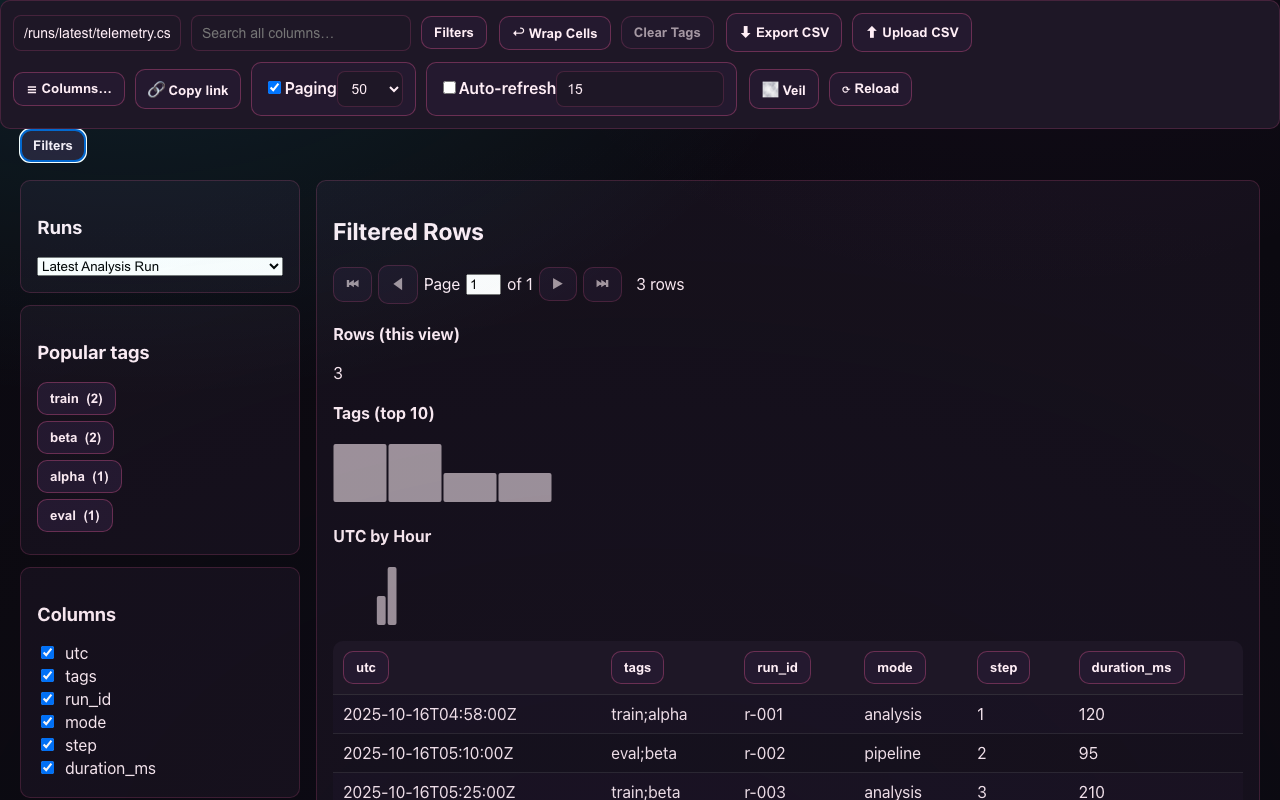 /runs/latest/telemetry.cs
Search all columns…
Filters
↩ Wrap Cells
Clear Tags
⬇ Export CSV
⬆ Upload CSV
≡ Columns…
🔗 Copy link
Paging
50
Auto-refresh
15
Veil
⟳ Reload
Filters
Runs
Latest Analysis Run
Popular tags
train (2)
beta (2)
alpha (1)
eval (1)
Columns
utc
tags
run_id
mode
step
duration_ms
Filtered Rows
⏮ ◀ Page 1 of 1 ▶ ⏭ 3 rows
Rows (this view)
3
Tags (top 10)
UTC by Hour
utc tags run_id mode step duration_ms
2025-10-16T04:58:00Z train;alpha r-001 analysis 1 120
2025-10-16T05:10:00Z eval;beta r-002 pipeline 2 95
2025-10-16T05:25:00Z train;beta r-003 analysis 3 210